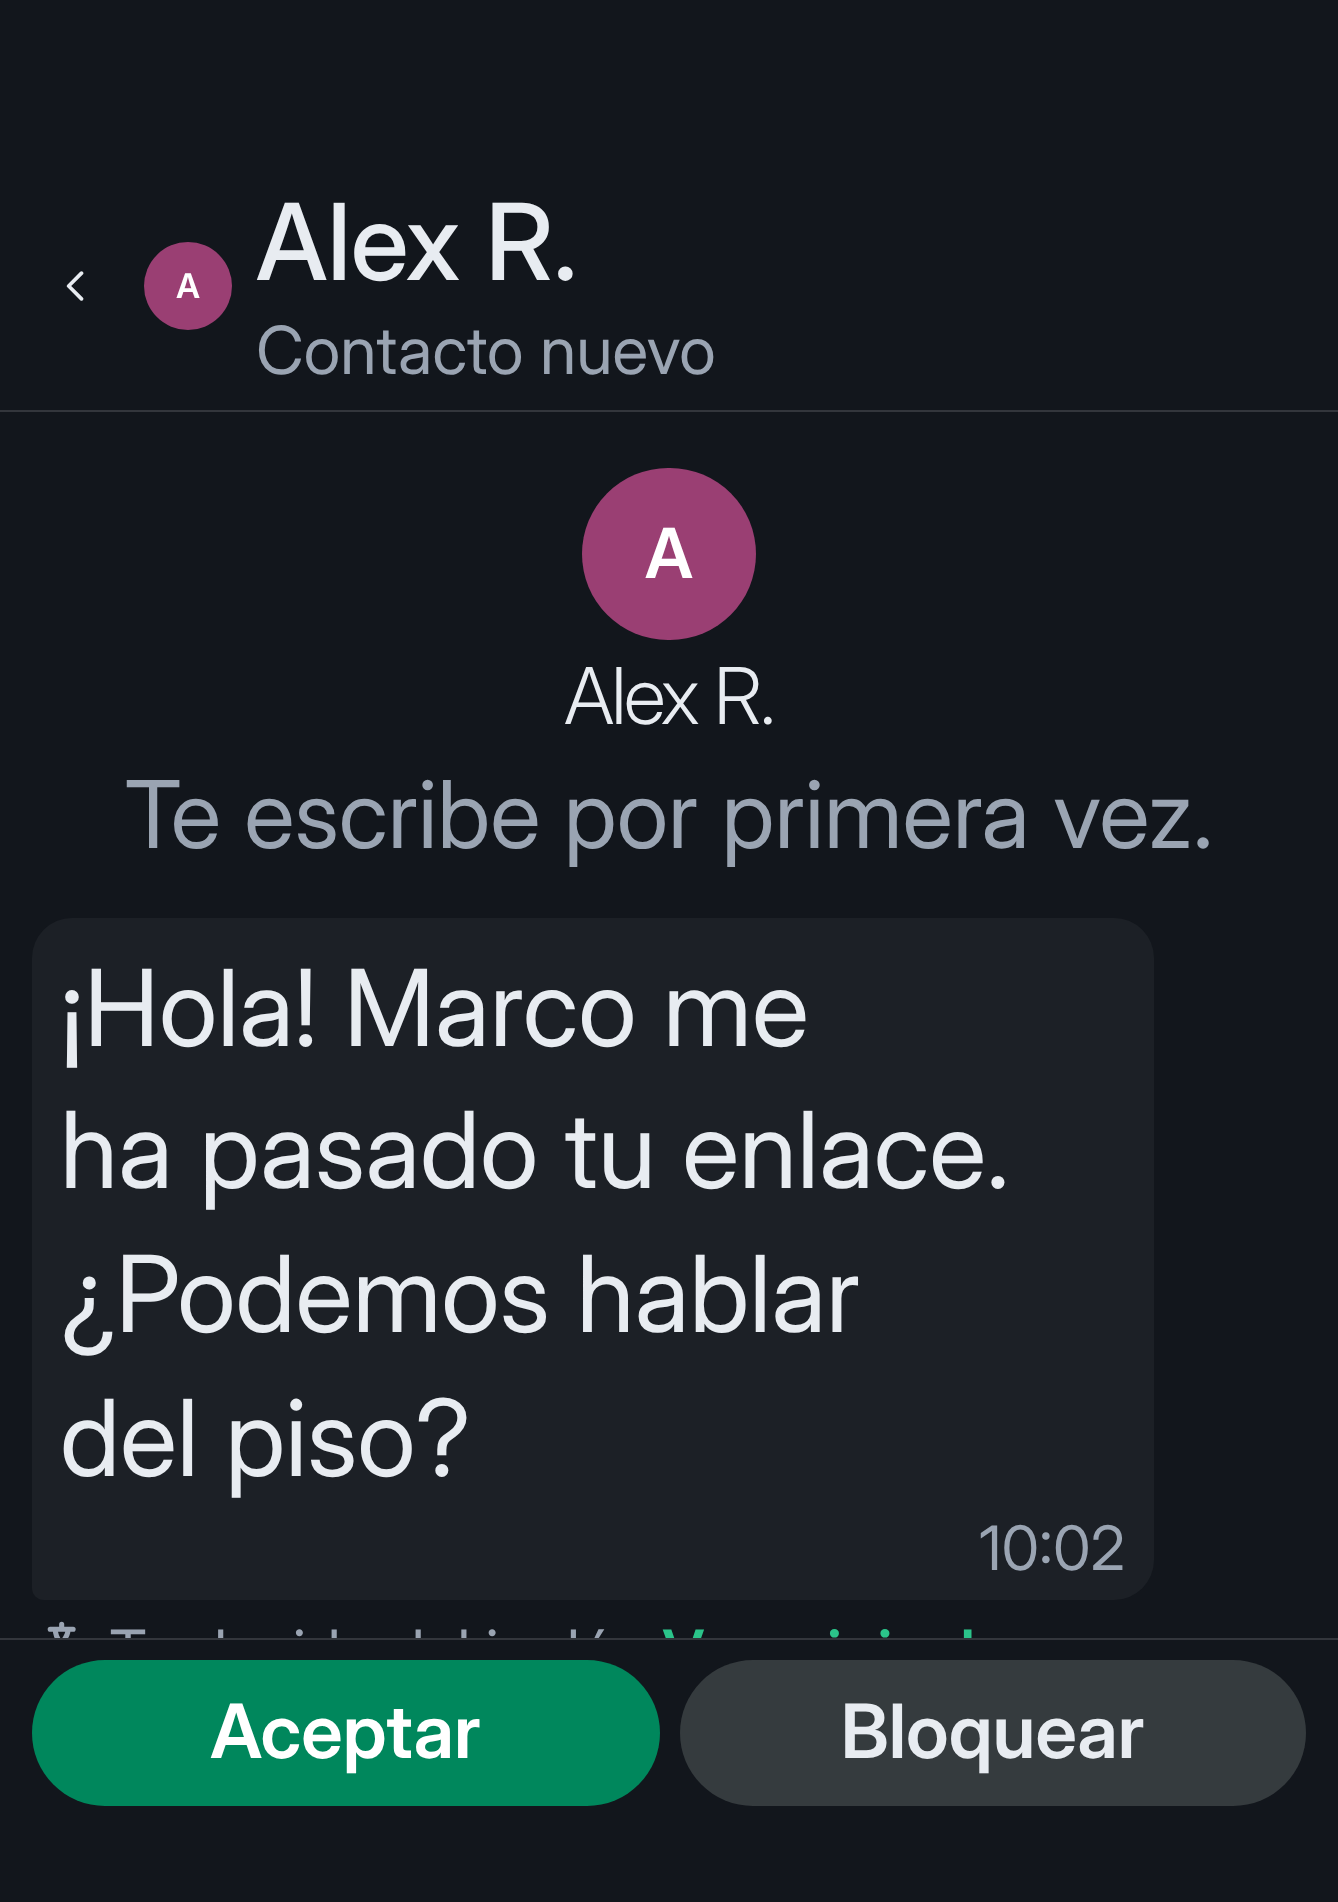 Alex R.
A
Contacto nuevo
A
Alex R.
Te escribe por primera vez.
¡Hola! Marco me
ha pasado tu enlace.
¿Podemos hablar
del piso?
10:02
Aceptar
Bloquear